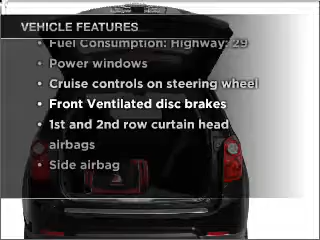 VEHICLE FEATURES
• Fuel Consumption: Highway: 29
• Power windows
• Cruise controls on steering wheel
• Front Ventilated disc brakes
• 1st and 2nd row curtain head
airbags
• Side airbag